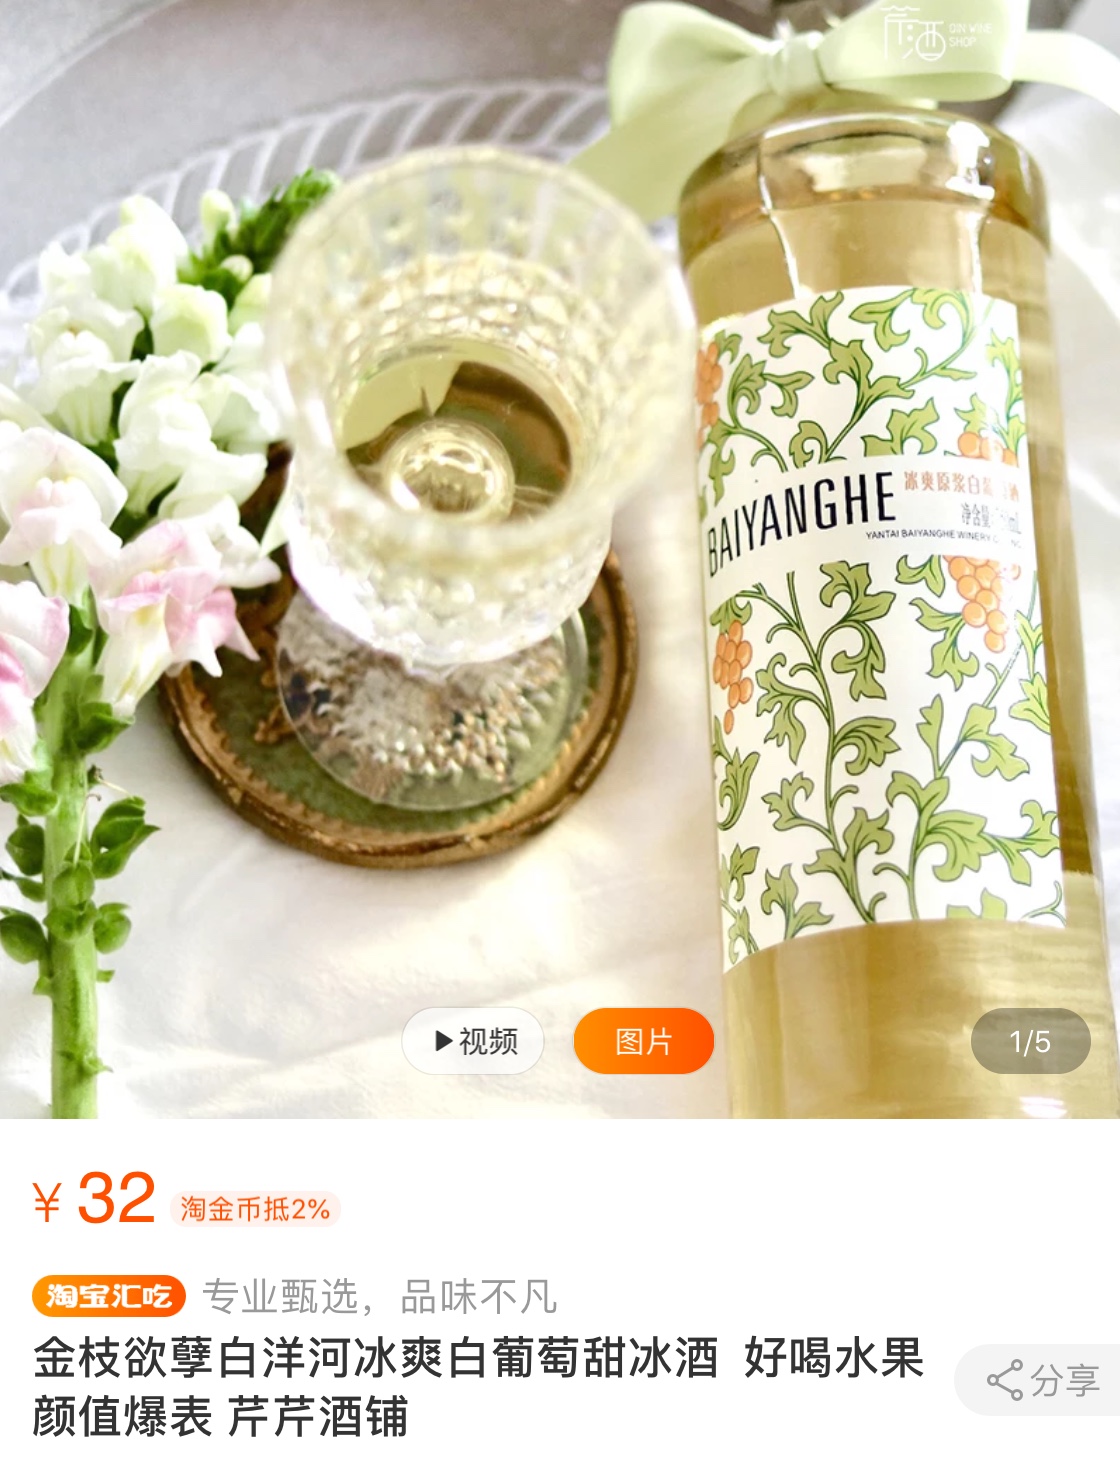 QIN WINE
SHOP
BAIYANGHE
冰爽原浆白
净含量
YANTAI BAIYANGHE WINERY
▶视频
图片
1/5
¥ 32 淘金币抵2%
淘宝汇吃 专业甄选，品味不凡
金枝欲孽白洋河冰爽白葡萄甜冰酒 好喝水果
颜值爆表 芹芹酒铺
分享